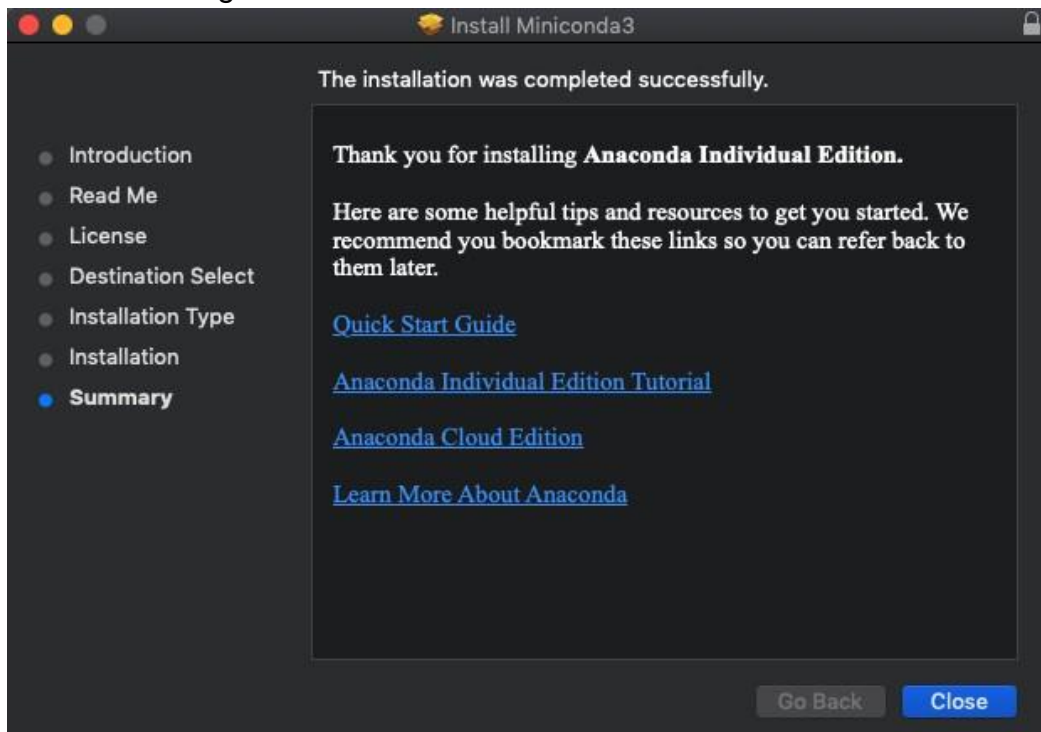 Install Miniconda3
The installation was completed successfully.
Introduction
Read Me
License
Destination Select
Installation Type
Installation
Summary
Thank you for installing Anaconda Individual Edition.
Here are some helpful tips and resources to get you started. We
recommend you bookmark these links so you can refer back to
them later.
Quick Start Guide
Anaconda Individual Edition Tutorial
Anaconda Cloud Edition
Learn More About Anaconda
Go Back
Close